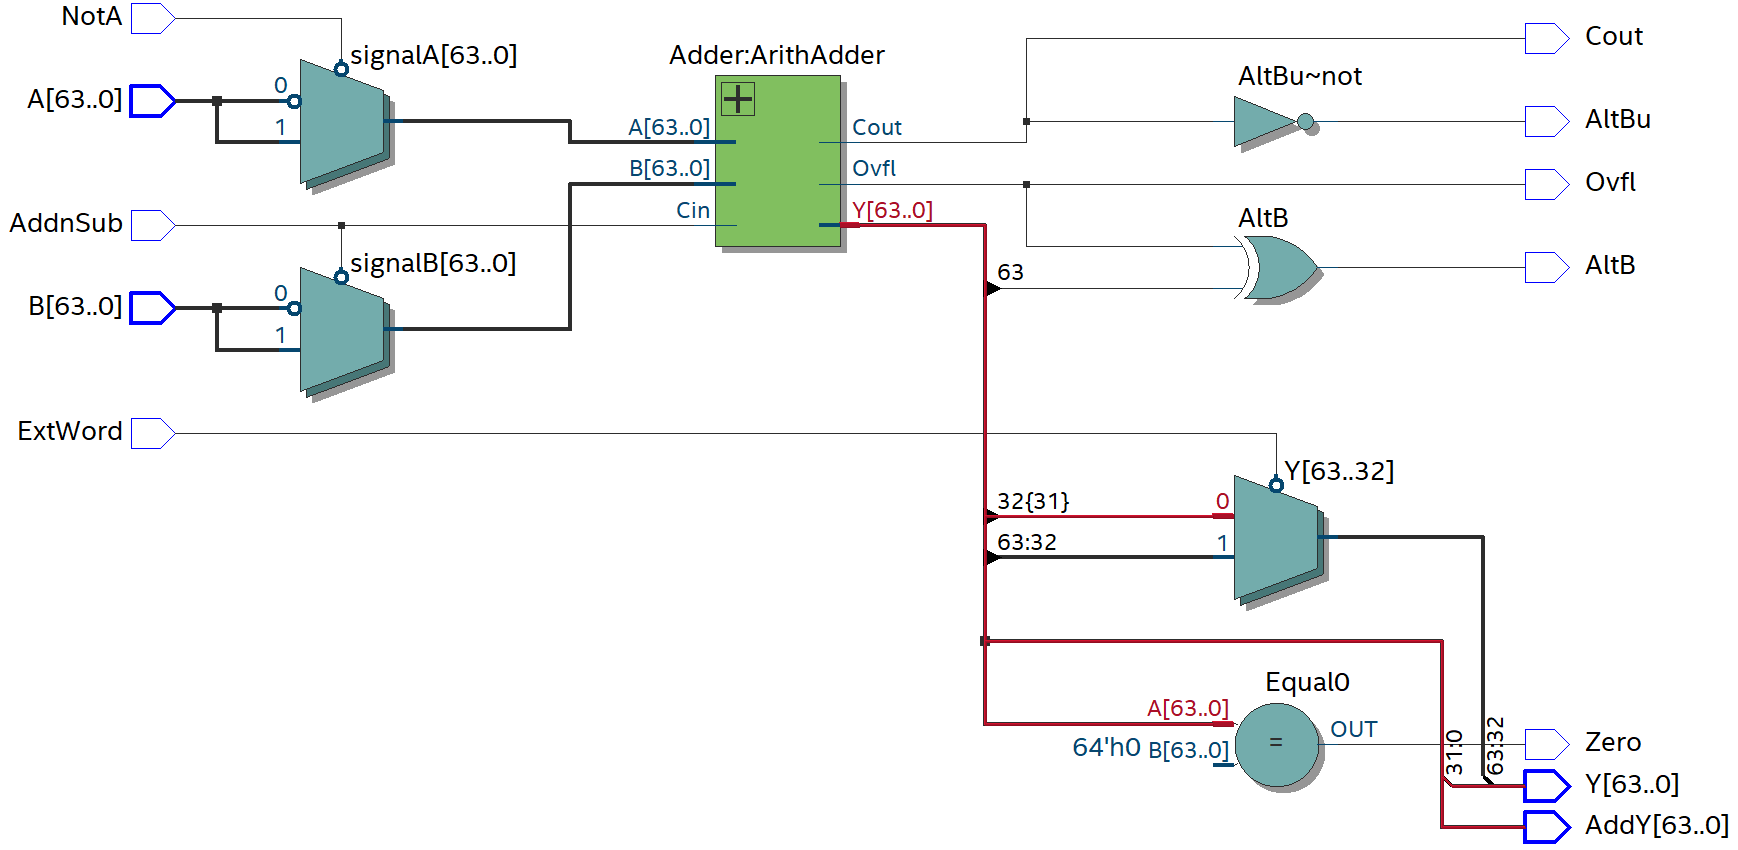 NotA
signalA[63..0]
A[63..0]
0
1
AddnSub
signalB[63..0]
B[63..0]
0
1
ExtWord
Adder:ArithAdder
A[63..0]
B[63..0]
Cin
Cout
Ovfl
Y[63..0]
63
AltBu~not
AltB
Cout
AltBu
Ovfl
AltB
Y[63..32]
32{31}
0
63:32
1
Equal0
A[63..0]
64'h0 B[63..0]
=
OUT
31:0
63:32
Zero
Y[63..0]
AddY[63..0]